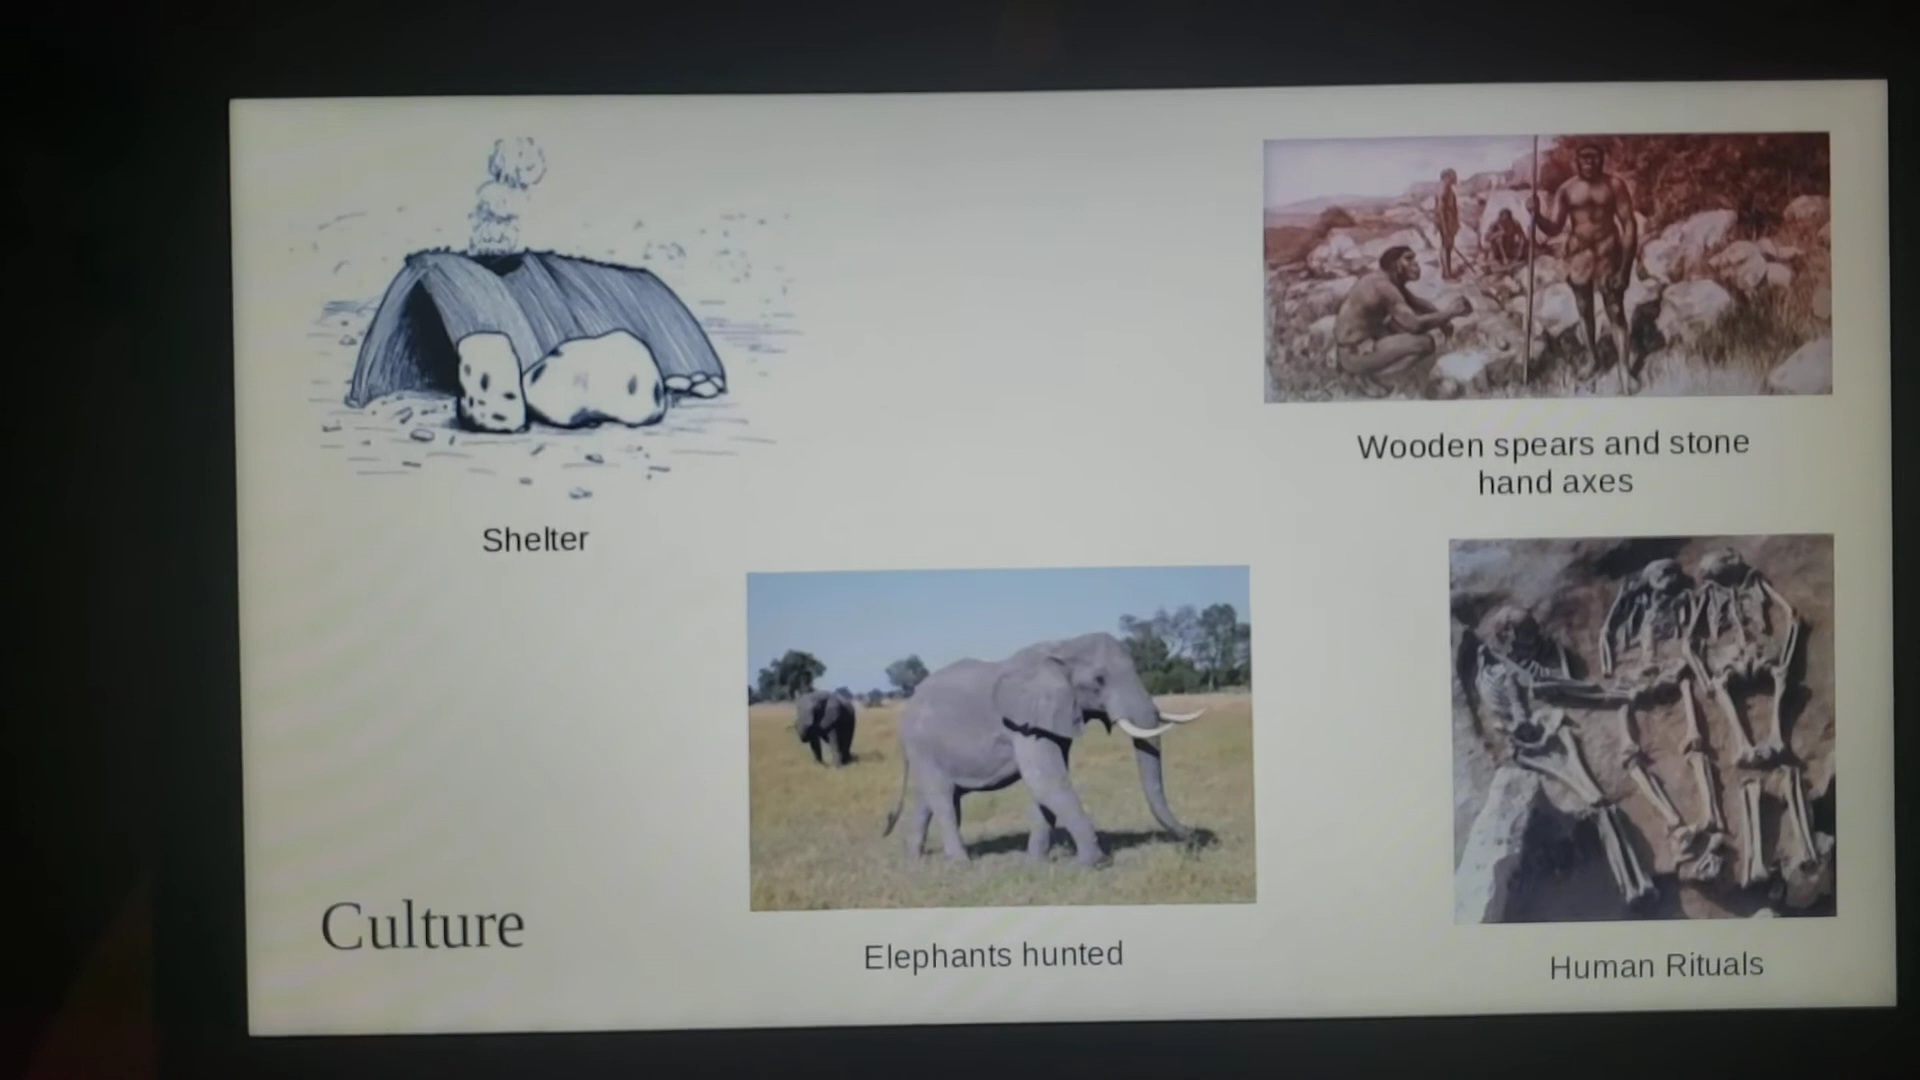 Wooden spears and stone
hand axes
Shelter
Culture
Elephants hunted
Human Rituals